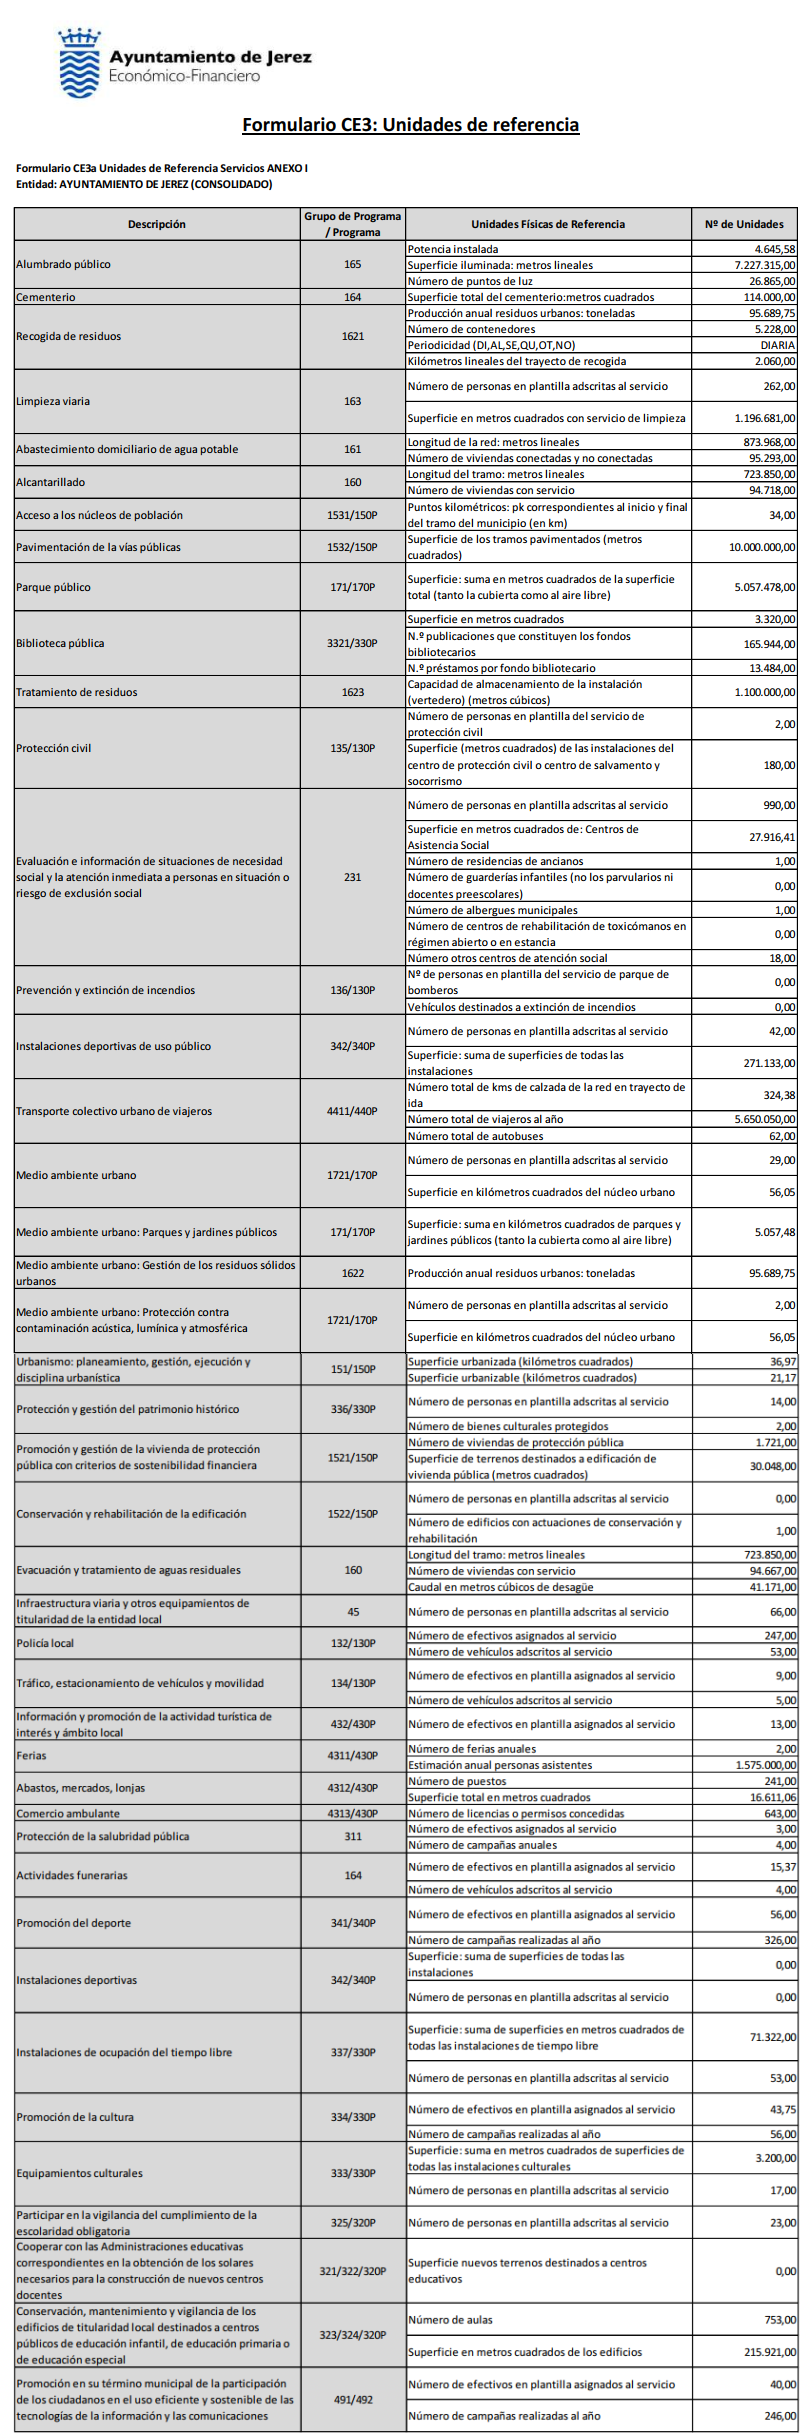 Ayuntamiento de Jerez
Económico-Financiero
Formulario CE3: Unidades de referencia
Formulario CE3a Unidades de Referencia Servicios ANEXO I
Entidad: AYUNTAMIENTO DE JEREZ (CONSOLIDADO)
Descripción
Grupo de Programa
/ Programa
Unidades Físicas de Referencia
Nº de Unidades
Alumbrado público
165
Potencia instalada 4.645,58
Superficie iluminada: metros lineales 7.227.315,00
Número de puntos de luz 26.865,00
Cementerio 164 Superficie total del cementerio:metros cuadrados 114.000,00
Recogida de residuos
1621
Producción anual residuos urbanos: toneladas 95.689,75
Número de contenedores 5.228,00
Periodicidad (DI,AL,SE,QU,OT,NO) DIARIA
Kilómetros lineales del trayecto de recogida 2.060,00
Limpieza viaria
163
Número de personas en plantilla adscritas al servicio 262,00
Superficie en metros cuadrados con servicio de limpieza 1.196.681,00
Abastecimiento domiciliario de agua potable
161
Longitud de la red: metros lineales 873.968,00
Número de viviendas conectadas y no conectadas 95.293,00
Alcantarillado
160
Longitud del tramo: metros lineales 723.850,00
Número de viviendas con servicio 94.718,00
Acceso a los núcleos de población
1531/150P
Puntos kilométricos: pk correspondientes al inicio y final
del tramo del municipio (en km)
34,00
Pavimentación de la vías públicas
1532/150P
Superficie de los tramos pavimentados (metros
cuadrados)
10.000.000,00
Parque público
171/170P
Superficie: suma en metros cuadrados de la superficie
total (tanto la cubierta como al aire libre)
5.057.478,00
Biblioteca pública
3321/330P
Superficie en metros cuadrados 3.320,00
N.º publicaciones que constituyen los fondos
bibliotecarios
165.944,00
N.º préstamos por fondo bibliotecario 13.484,00
Tratamiento de residuos
1623
Capacidad de almacenamiento de la instalación
(vertedero) (metros cúbicos)
1.100.000,00
Protección civil
135/130P
Número de personas en plantilla del servicio de
protección civil
2,00
Superficie (metros cuadrados) de las instalaciones del
centro de protección civil o centro de salvamento y
socorrismo
180,00
Evaluación e información de situaciones de necesidad
social y la atención inmediata a personas en situación o
riesgo de exclusión social
231
Número de personas en plantilla adscritas al servicio 990,00
Superficie en metros cuadrados de: Centros de
Asistencia Social
27.916,41
Número de residencias de ancianos 1,00
Número de guarderías infantiles (no los parvularios ni
docentes preescolares)
0,00
Número de albergues municipales 1,00
Número de centros de rehabilitación de toxicómanos en
régimen abierto o en estancia
0,00
Número otros centros de atención social 18,00
Prevención y extinción de incendios
136/130P
Nº de personas en plantilla del servicio de parque de
bomberos
0,00
Vehículos destinados a extinción de incendios 0,00
Instalaciones deportivas de uso público
342/340P
Número de personas en plantilla adscritas al servicio 42,00
Superficie: suma de superficies de todas las
instalaciones
271.133,00
Transporte colectivo urbano de viajeros
4411/440P
Número total de kms de calzada de la red en trayecto de
ida
324,38
Número total de viajeros al año 5.650.050,00
Número total de autobuses 62,00
Medio ambiente urbano
1721/170P
Número de personas en plantilla adscritas al servicio 29,00
Superficie en kilómetros cuadrados del núcleo urbano 56,05
Medio ambiente urbano: Parques y jardines públicos
171/170P
Superficie: suma en kilómetros cuadrados de parques y
jardines públicos (tanto la cubierta como al aire libre)
5.057,48
Medio ambiente urbano: Gestión de los residuos sólidos
urbanos
1622
Producción anual residuos urbanos: toneladas 95.689,75
Medio ambiente urbano: Protección contra
contaminación acústica, lumínica y atmosférica
1721/170P
Número de personas en plantilla adscritas al servicio 2,00
Superficie en kilómetros cuadrados del núcleo urbano 56,05
Urbanismo: planeamiento, gestión, ejecución y
disciplina urbanística
151/150P
Superficie urbanizada (kilómetros cuadrados) 36,97
Superficie urbanizable (kilómetros cuadrados) 21,17
Protección y gestión del patrimonio histórico
336/330P
Número de personas en plantilla adscritas al servicio 14,00
Número de bienes culturales protegidos 2,00
Promoción y gestión de la vivienda de protección
pública con criterios de sostenibilidad financiera
1521/150P
Número de viviendas de protección pública 1.721,00
Superficie de terrenos destinados a edificación de
vivienda pública (metros cuadrados)
30.048,00
Conservación y rehabilitación de la edificación
1522/150P
Número de personas en plantilla adscritas al servicio 0,00
Número de edificios con actuaciones de conservación y
rehabilitación
1,00
Evacuación y tratamiento de aguas residuales
160
Longitud del tramo: metros lineales 723.850,00
Número de viviendas con servicio 94.667,00
Caudal en metros cúbicos de desagüe 41.171,00
Infraestructura viaria y otros equipamientos de
titularidad de la entidad local
45
Número de personas en plantilla adscritas al servicio 66,00
Policía local
132/130P
Número de efectivos asignados al servicio 247,00
Número de vehículos adscritos al servicio 53,00
Tráfico, estacionamiento de vehículos y movilidad
134/130P
Número de efectivos en plantilla asignados al servicio 9,00
Número de vehículos adscritos al servicio 5,00
Información y promoción de la actividad turística de
interés y ámbito local
432/430P
Número de efectivos en plantilla asignados al servicio 13,00
Ferias
4311/430P
Número de ferias anuales 2,00
Estimación anual personas asistentes 1.575.000,00
Abastos, mercados, lonjas
4312/430P
Número de puestos 241,00
Superficie total en metros cuadrados 16.611,06
Comercio ambulante 4313/430P Número de licencias o permisos concedidas 643,00
Protección de la salubridad pública
311
Número de efectivos asignados al servicio 3,00
Número de campañas anuales 4,00
Actividades funerarias
164
Número de efectivos en plantilla asignados al servicio 15,37
Número de vehículos adscritos al servicio 4,00
Promoción del deporte
341/340P
Número de efectivos en plantilla asignados al servicio 56,00
Número de campañas realizadas al año 326,00
Instalaciones deportivas
342/340P
Superficie: suma de superficies de todas las
instalaciones
0,00
Número de personas en plantilla adscritas al servicio 0,00
Instalaciones de ocupación del tiempo libre
337/330P
Superficie: suma de superficies en metros cuadrados de
todas las instalaciones de tiempo libre
71.322,00
Número de personas en plantilla adscritas al servicio 53,00
Promoción de la cultura
334/330P
Número de efectivos en plantilla asignados al servicio 43,75
Número de campañas realizadas al año 56,00
Equipamientos culturales
333/330P
Superficie: suma en metros cuadrados de superficies de
todas las instalaciones culturales
3.200,00
Número de personas en plantilla adscritas al servicio 17,00
Participar en la vigilancia del cumplimiento de la
escolaridad obligatoria
325/320P
Número de personas en plantilla adscritas al servicio 23,00
Cooperar con las Administraciones educativas
correspondientes en la obtención de los solares
necesarios para la construcción de nuevos centros
docentes
321/322/320P
Superficie nuevos terrenos destinados a centros
educativos
0,00
Conservación, mantenimiento y vigilancia de los
edificios de titularidad local destinados a centros
públicos de educación infantil, de educación primaria o
de educación especial
323/324/320P
Número de aulas 753,00
Superficie en metros cuadrados de los edificios 215.921,00
Promoción en su término municipal de la participación
de los ciudadanos en el uso eficiente y sostenible de las
tecnologías de la información y las comunicaciones
491/492
Número de efectivos en plantilla asignados al servicio 40,00
Número de campañas realizadas al año 246,00